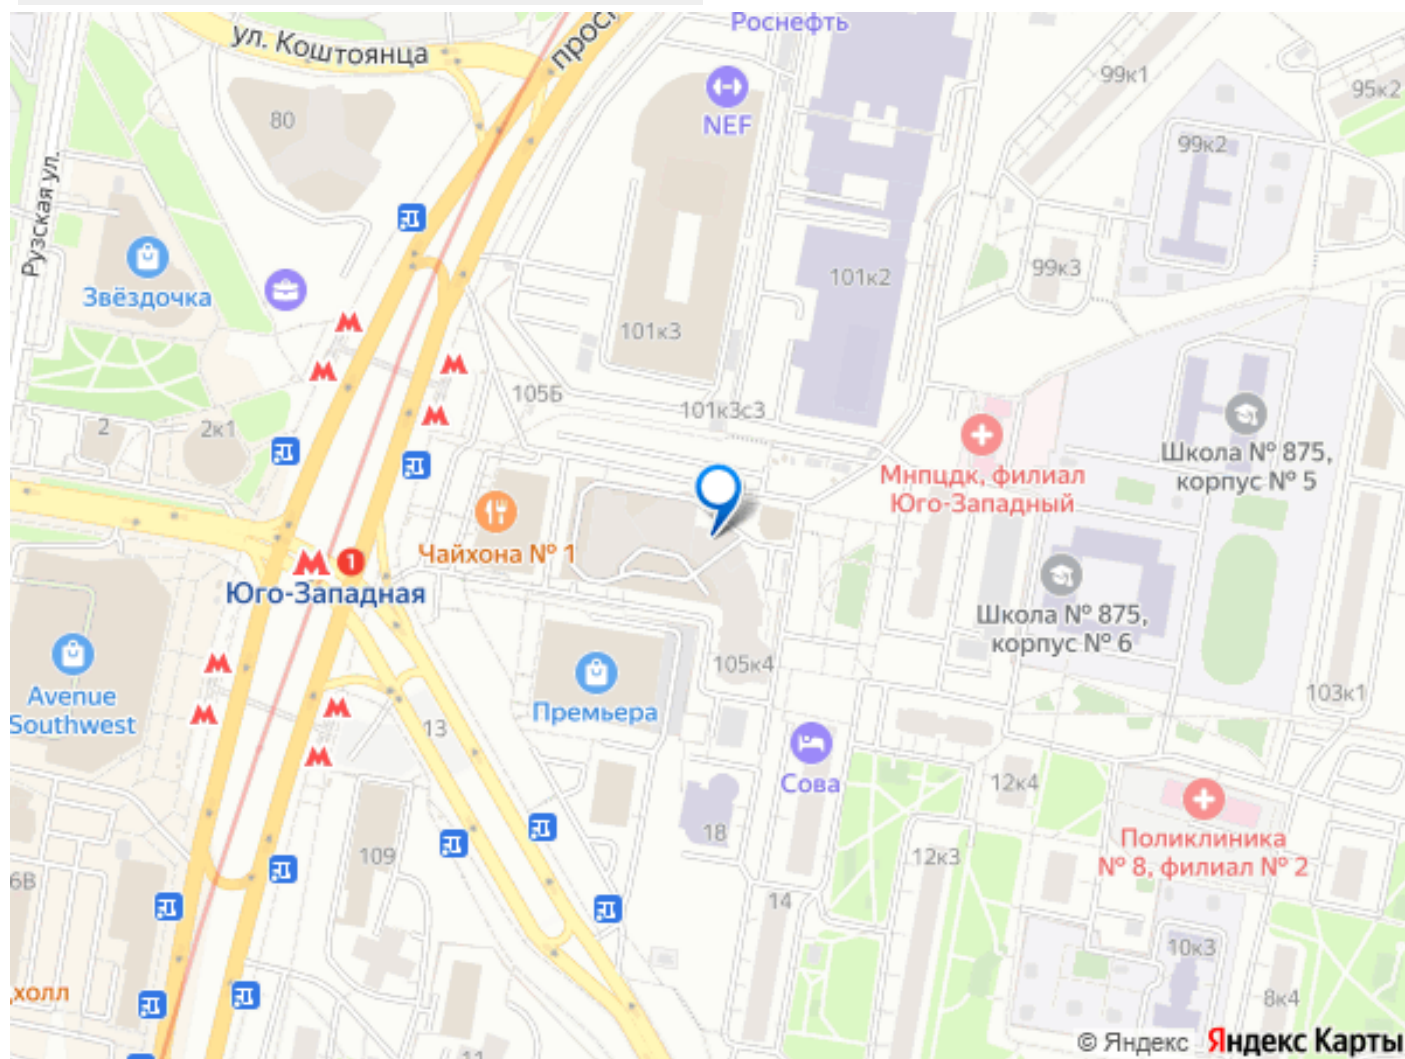 Роснефть
ул. Коштоянца
просп
99к1
95к2
NEF
80
99к2
Рузская ул.
99к3
101к2
Звёздочка
101к3
105Б
101к3с3
2
2к1
Школа № 875,
корпус № 5
Мнпцдк, филиал
Юго-Западный
Чайхона № 1
1
Юго-Западная
Школа № 875,
корпус № 6
105к4
103к1
Avenue
Southwest
Премьера
13
Сова
12к4
18
Поликлиника
№ 8, филиал № 2
109
12к3
6В
14
10к3
холл
8к4
11
© Яндекс Яндекс Карты